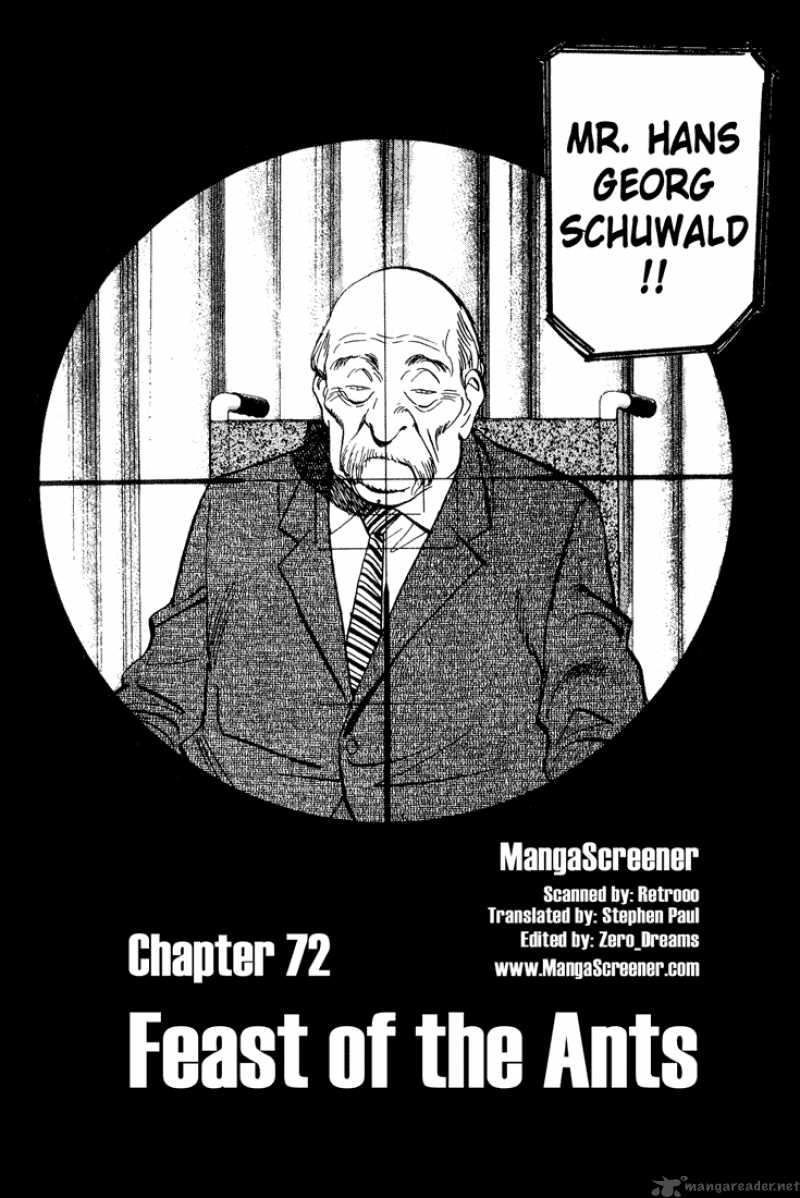 MR. HANS
GEORG
SCHUWALD
!!
MangaScreener
Scanned by: Retrooo
Translated by: Stephen Paul
Edited by: Zero_Dreams
www.MangaScreener.com
Chapter 72
Feast of the Ants
mangareader.net